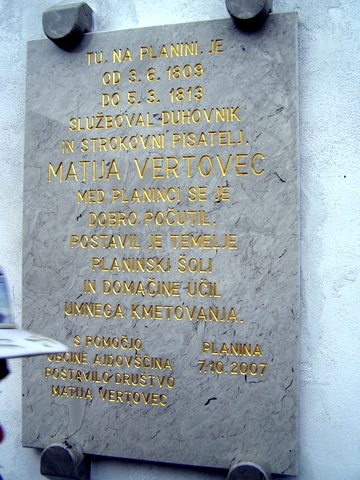 TU, NA PLANINI, JE
OD 3. 6. 1809
DO 5. 3. 1813
SLUŽBOVAL DUHOVNIK
IN STROKOVNI PISATELJ,
MATIJA VERTOVEC
MED PLANINCI SE JE
DOBRO POČUTIL,
POSTAVIL JE TEMELJE
PLANINSKI ŠOLI
IN DOMAČINE UČIL
UMNEGA KMETOVANJA.
S POMOČJO
OBČINE AJDOVŠČINA
POSTAVILO DRUŠTVO
MATIJA VERTOVEC
PLANINA
7.10.2007